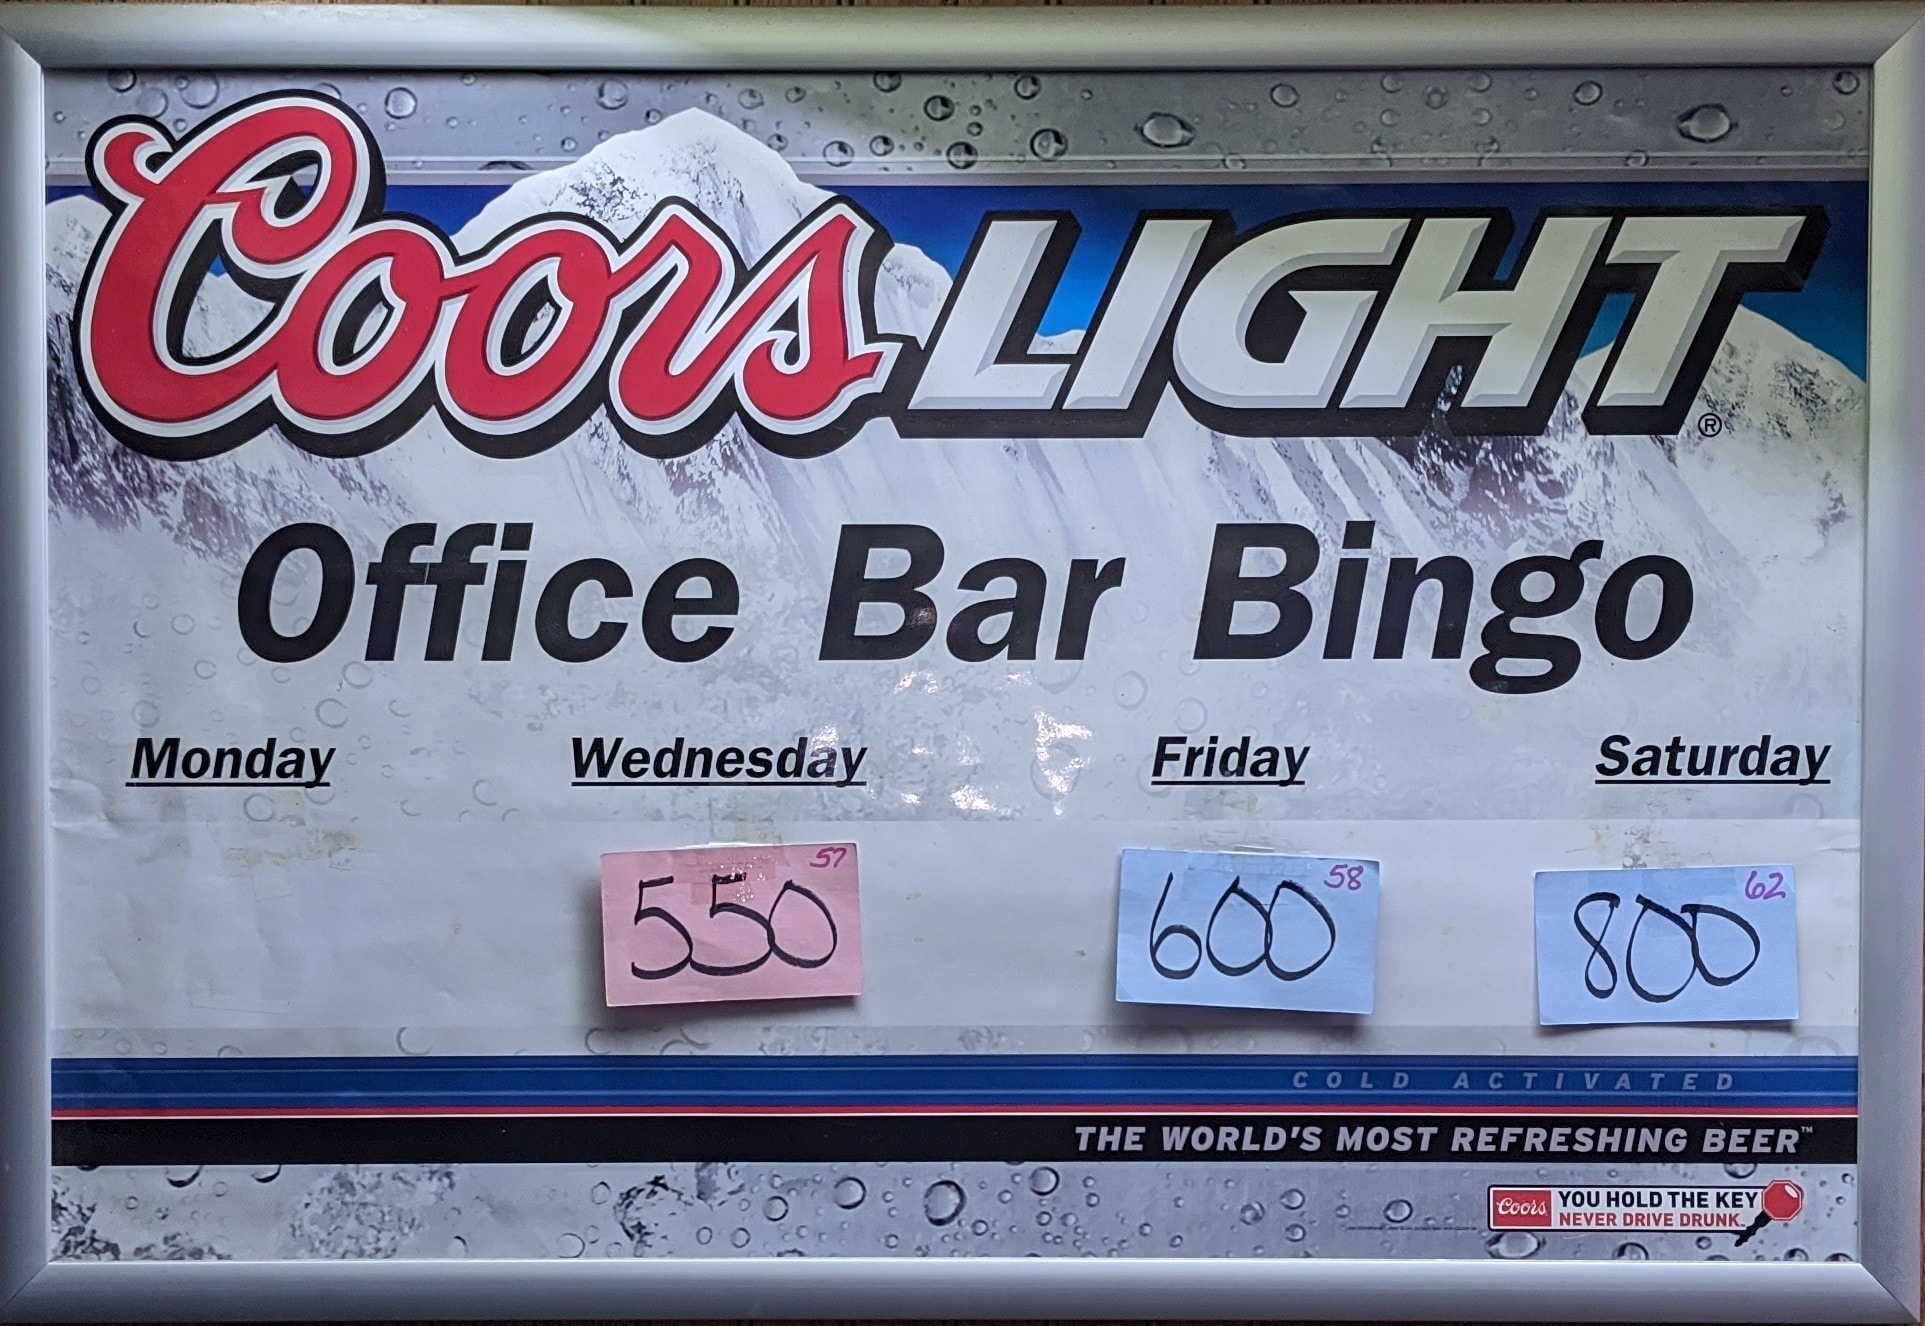 Coors LIGHT®
Office Bar Bingo
Monday Wednesday Friday Saturday
57 58 62
550 600 800
COLD ACTIVATED
THE WORLD'S MOST REFRESHING BEER™
Coors YOU HOLD THE KEY
NEVER DRIVE DRUNK™